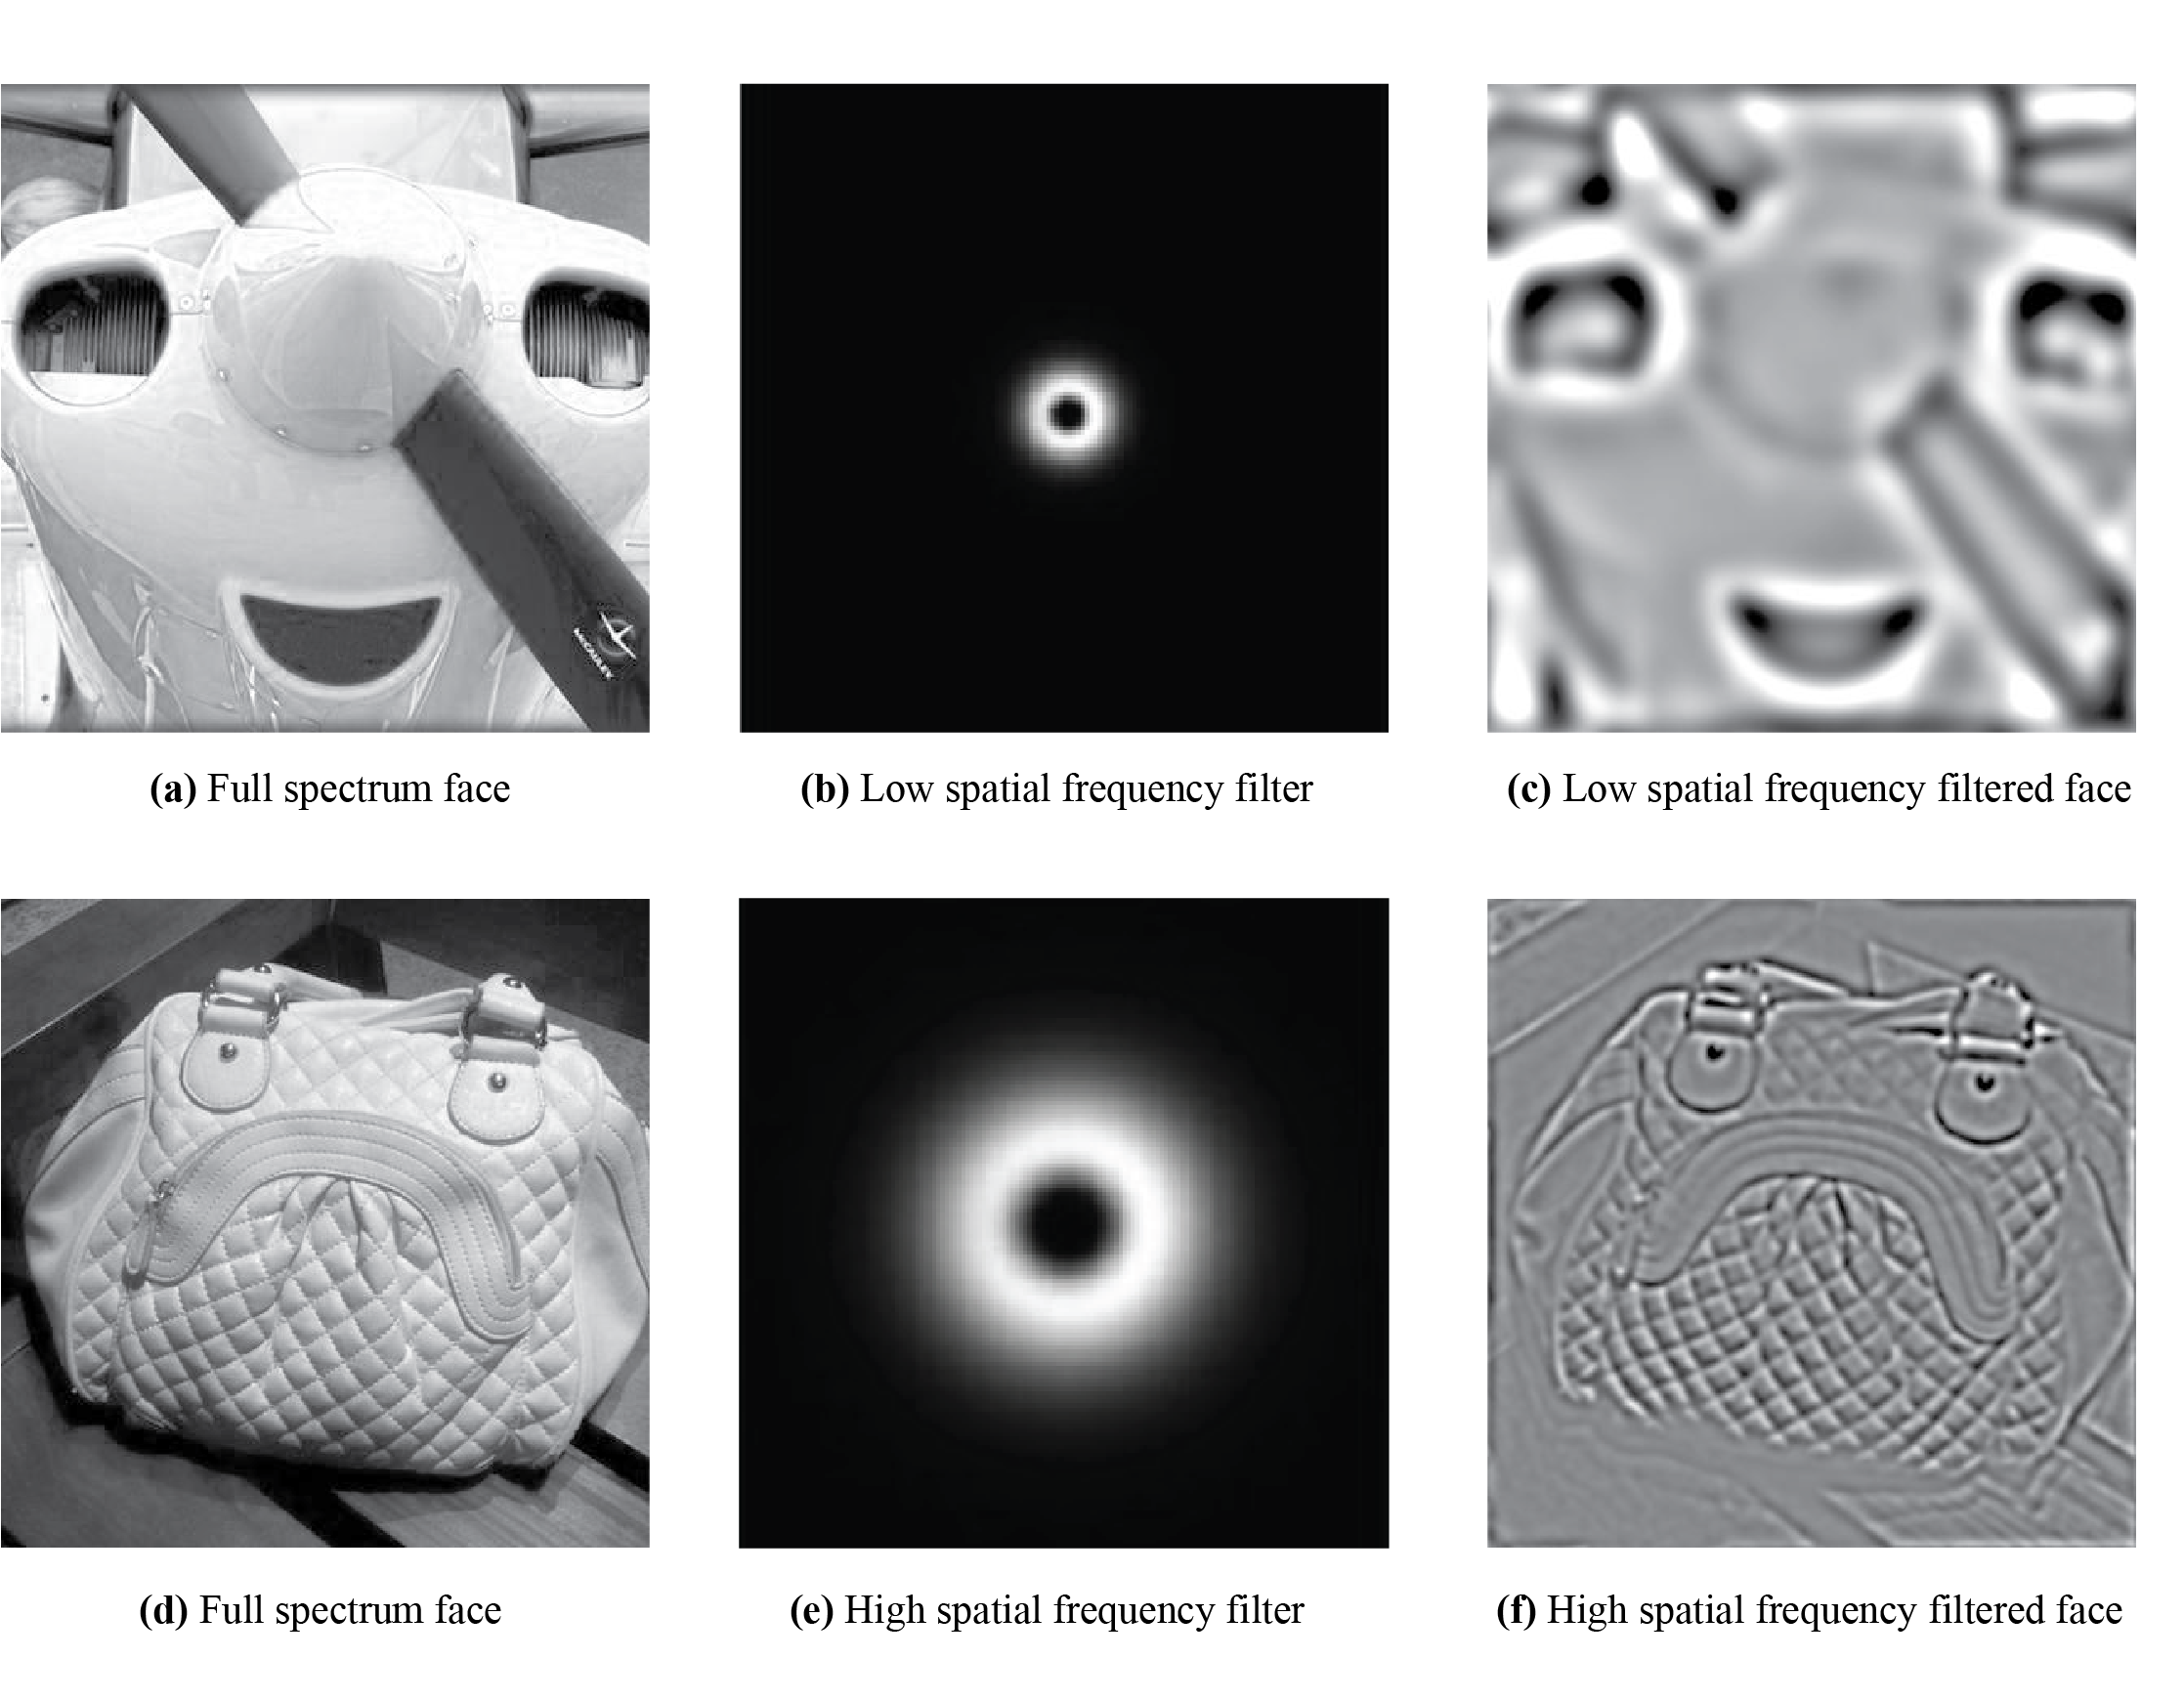 McCAULEY
(a) Full spectrum face
(b) Low spatial frequency filter
(c) Low spatial frequency filtered face
(d) Full spectrum face
(e) High spatial frequency filter
(f) High spatial frequency filtered face